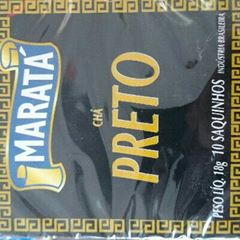 MARATÁ
CHÁ
PRETO
PESO LÍQ. 18g 10 SAQUINHOS
INDÚSTRIA BRASILEIRA